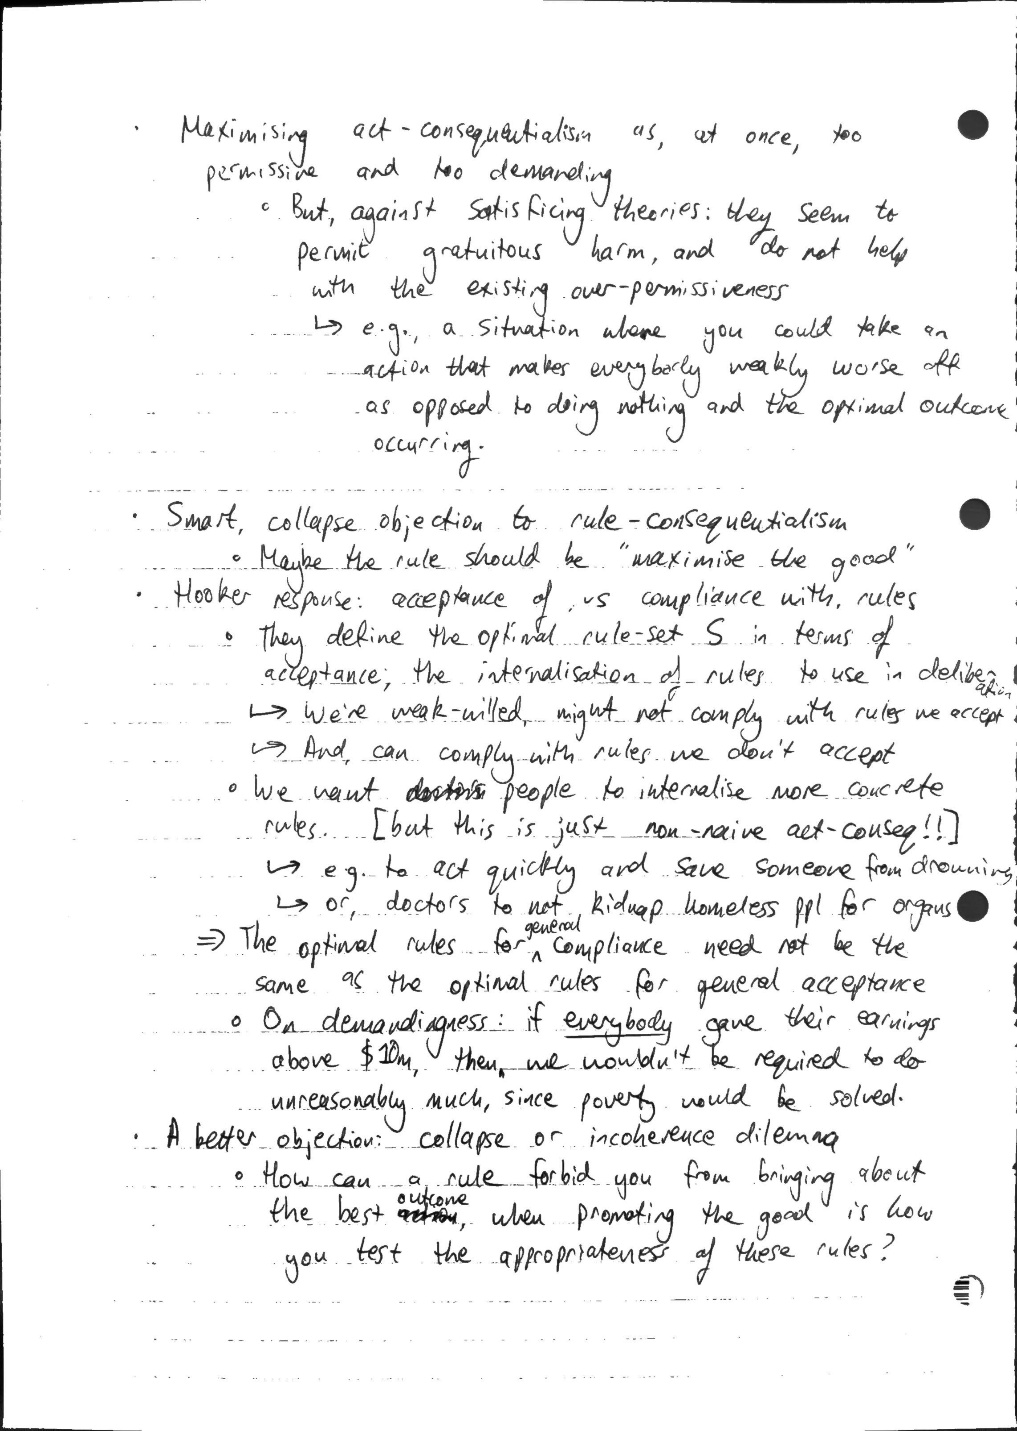 · Maximising act-consequentialism as, at once, too
permissive and too demanding
∘ But, against satisficing theories: they seem to
permit gratuitous harm, and do not help
with the existing over-permissiveness
↳ e.g., a situation where you could take an
action that makes everybody weakly worse off
as opposed to doing nothing and the optimal outcome
occurring.
· Smart, collapse objection to rule-consequentialism
∘ Maybe the rule should be "maximise the good"
· Hooker response: acceptance of, vs compliance with, rules
∘ They define the optimal rule-set S in terms of
acceptance; the internalisation of rules to use in deliber-
ation
↳ We're weak-willed, might not comply with rules we accept
↳ And, can comply with rules we don't accept
∘ We want people to internalise more concrete
rules. [but this is just non-naive act-conseq!!]
↳ e.g. to act quickly and save someone from drowning
↳ or, doctors to not kidnap homeless ppl for organs
⇒ The optimal rules for general compliance need not be the
same as the optimal rules for general acceptance
∘ On demandingness: if everybody gave their earnings
above $10m, then, we wouldn't be required to do
unreasonably much, since poverty would be solved.
· A better objection: collapse or incoherence dilemma
∘ How can a rule forbid you from bringing about
the best outcome, when promoting the good is how
you test the appropriateness of these rules?